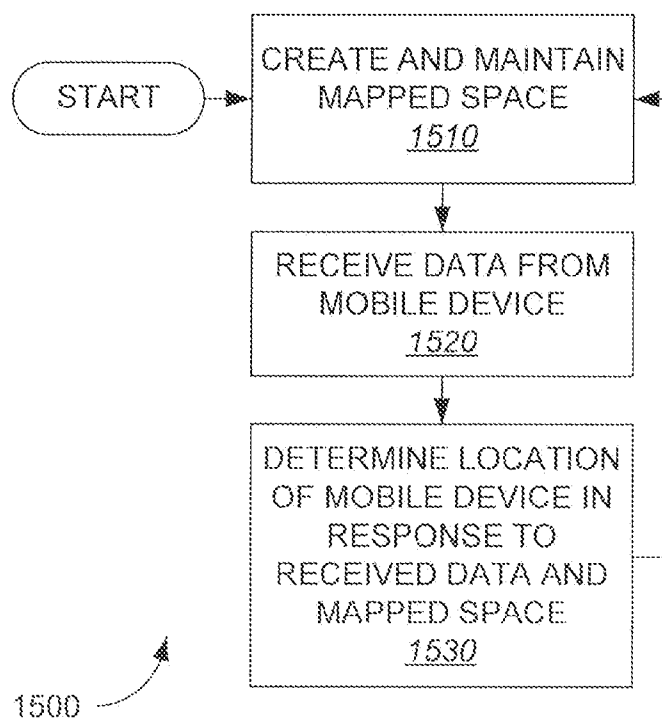 START
CREATE AND MAINTAIN
MAPPED SPACE
1510
RECEIVE DATA FROM
MOBILE DEVICE
1520
DETERMINE LOCATION
OF MOBILE DEVICE IN
RESPONSE TO
RECEIVED DATA AND
MAPPED SPACE
1530
1500